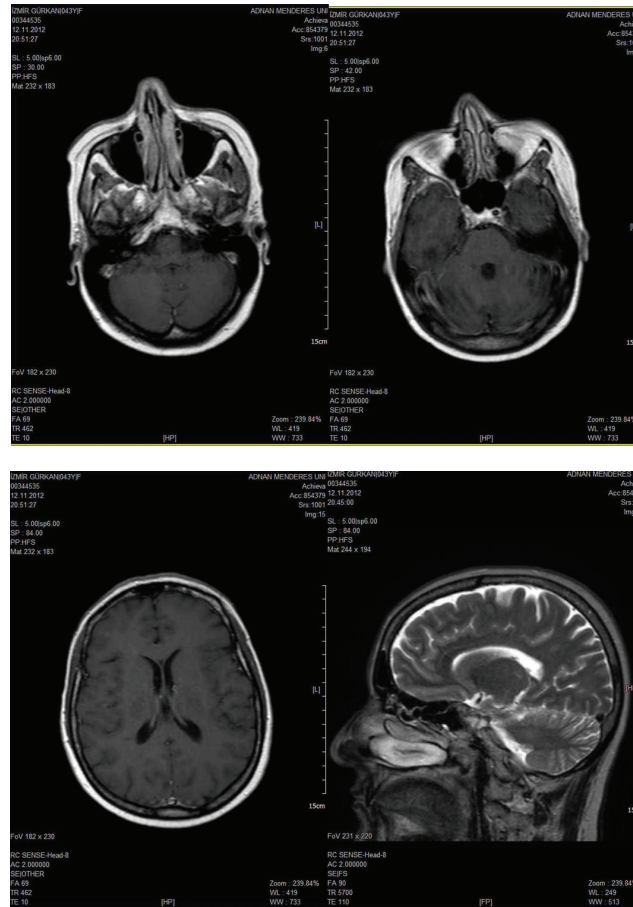 İZMİR GÜRKAN|043Y|F
00344535
12.11.2012
20:51:27
SL : 5.00|sp6.00
SP : 30.00
PP:HFS
Mat 232 x 183
ADNAN MENDERES UNI
Achieva
Acc:854379
Srs:1001
Img:6
[L]
15cm
FoV 182 x 230
RC SENSE-Head-8
AC 2.000000
SE|OTHER
FA 69
TR 462
TE 10
[HP]
Zoom : 239.84%
WL : 419
WW : 733
İZMİR GÜRKAN|043Y|F
00344535
12.11.2012
20:51:27
SL : 5.00|sp6.00
SP : 42.00
PP:HFS
Mat 232 x 183
ADNAN MENDERES
FoV 182 x 230
RC SENSE-Head-8
AC 2.000000
SE|OTHER
FA 69
TR 462
TE 10
[HP]
Zoom : 239.84%
WL : 419
WW : 733
İZMİR GÜRKAN|043Y|F
00344535
12.11.2012
20:51:27
SL : 5.00|sp6.00
SP : 84.00
PP:HFS
Mat 232 x 183
ADNAN MENDERES UNI
Achieva
Acc:854379
Srs:1001
Img:15
[L]
15cm
FoV 182 x 230
RC SENSE-Head-8
AC 2.000000
SE|OTHER
FA 69
TR 462
TE 10
[HP]
Zoom : 239.84%
WL : 419
WW : 733
İZMİR GÜRKAN|043Y|F
00344535
12.11.2012
20:45:00
SL : 5.00|sp6.00
SP : 84.00
PP:HFS
Mat 244 x 194
ADNAN MENDERES
FoV 231 x 220
RC SENSE-Head-8
AC 2.000000
SE|FS
FA 90
TR 5700
TE 110
[FP]
Zoom : 239.84%
WL : 249
WW : 513